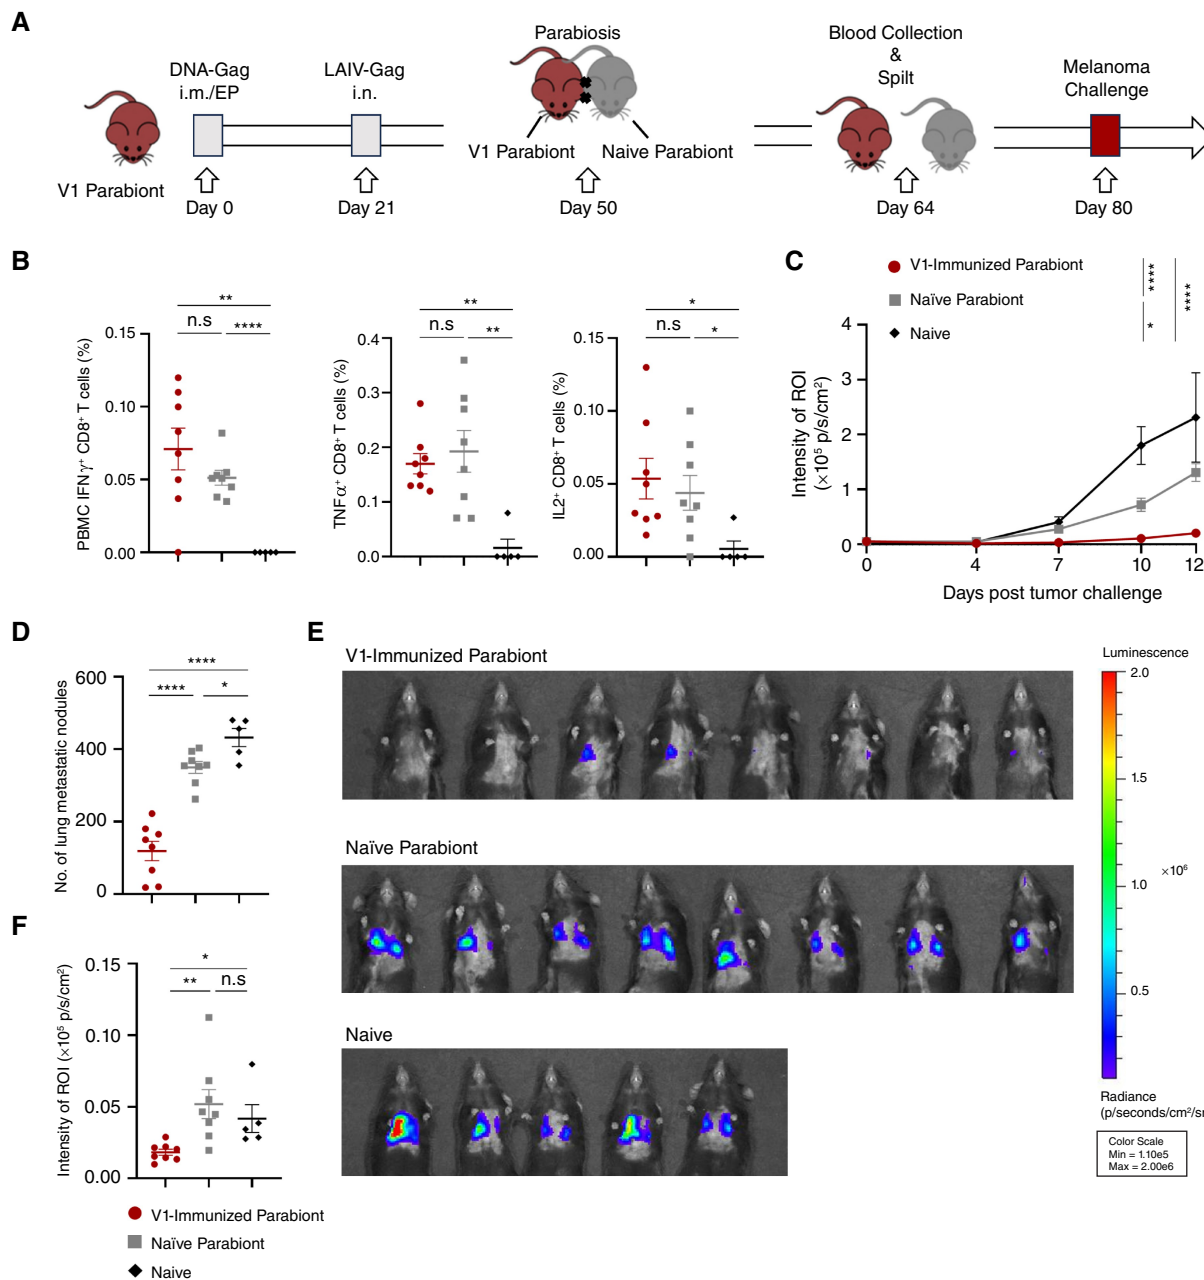 A
DNA-Gag
i.m./EP
LAIV-Gag
i.n.
Parabiosis
Blood Collection
&
Spilt
Melanoma
Challenge
V1 Parabiont
V1 Parabiont
Naive Parabiont
Day 0
Day 21
Day 50
Day 64
Day 80
B
PBMC IFNγ⁺ CD8⁺ T cells (%)
0.15
0.10
0.05
0.00
**
n.s
****
TNFα⁺ CD8⁺ T cells (%)
0.4
0.3
0.2
0.1
0.0
**
n.s
**
IL2⁺ CD8⁺ T cells (%)
0.15
0.10
0.05
0.00
*
n.s
*
C
V1-Immunized Parabiont
Naïve Parabiont
Naive
****
*
****
Intensity of ROI
(×10⁵ p/s/cm²)
4
3
2
1
0
0
4
7
10
12
Days post tumor challenge
D
No. of lung metastatic nodules
600
400
200
0
****
****
*
E
V1-Immunized Parabiont
Naïve Parabiont
Naive
Luminescence
2.0
1.5
1.0
0.5
×10⁶
Radiance
(p/seconds/cm²/sr
Color Scale
Min = 1.10e5
Max = 2.00e6
F
Intensity of ROI (×10⁵ p/s/cm²)
0.15
0.10
0.05
0.00
*
**
n.s
V1-Immunized Parabiont
Naïve Parabiont
Naive